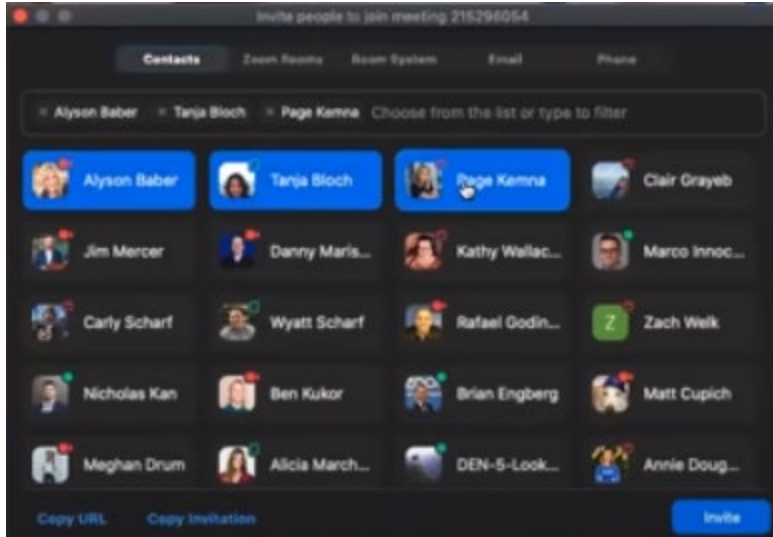 Invite people to join meeting 215296054
Contacts Zoom Rooms Room System Email Phone
× Alyson Baber × Tanja Bloch × Page Kemna Choose from the list or type to filter
Alyson Baber Tanja Bloch Page Kemna Clair Grayeb
Jim Mercer Danny Maris... Kathy Wallac... Marco Innoc...
Carly Scharf Wyatt Scharf Rafael Godin... Z Zach Welk
Nicholas Kan Ben Kukor Brian Engberg Matt Cupich
Meghan Drum Alicia March... DEN-5-Look... Annie Doug...
Copy URL Copy Invitation Invite